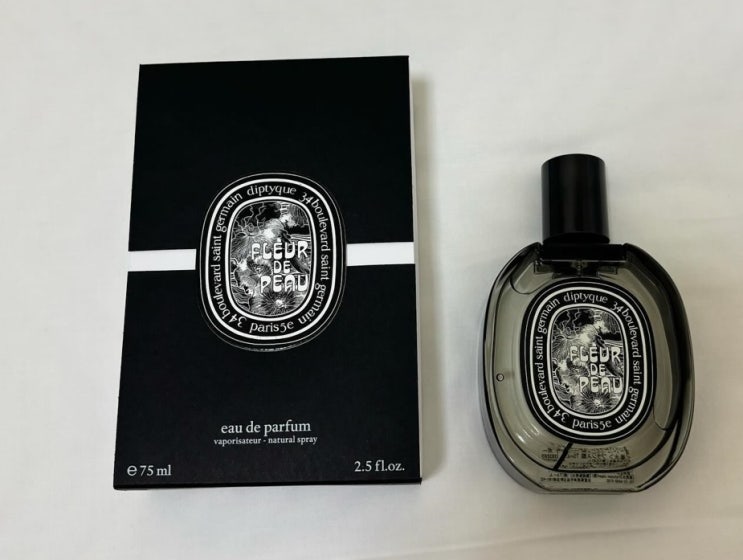 diptyque 34 boulevard saint germain paris 5e 34 boulevard saint germain
FLEUR
DE
PEAU
eau de parfum
vaporisateur - natural spray
℮ 75 ml
2.5 fl.oz.
diptyque 34 boulevard saint germain paris 5e 34 boulevard saint germain
FLEUR
DE
PEAU